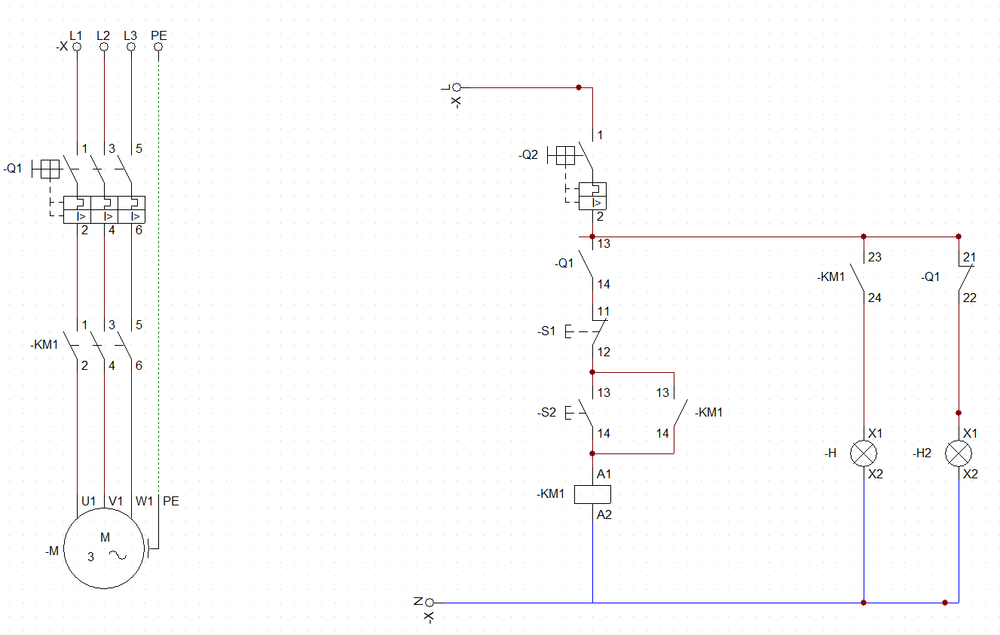 L1 L2 L3 PE
-X
1 3 5
-Q1
I> I> I>
2 4 6
1 3 5
-KM1
2 4 6
U1 V1 W1 PE
M
-M
3
L
-X
1
-Q2
I>
2
13
-Q1
14
11
-S1
12
13
-S2
14
13
-KM1
14
A1
-KM1
A2
23
-KM1
24
X1
-H
X2
21
-Q1
22
X1
-H2
X2
N
-X